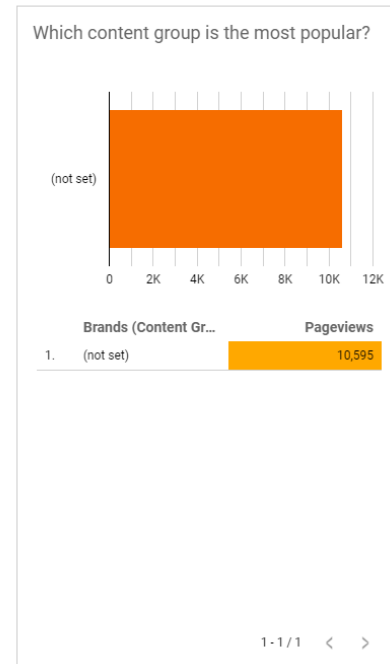 Which content group is the most popular?
(not set)
0 2K 4K 6K 8K 10K 12K
Brands (Content Gr... Pageviews
1. (not set) 10,595
1 - 1 / 1